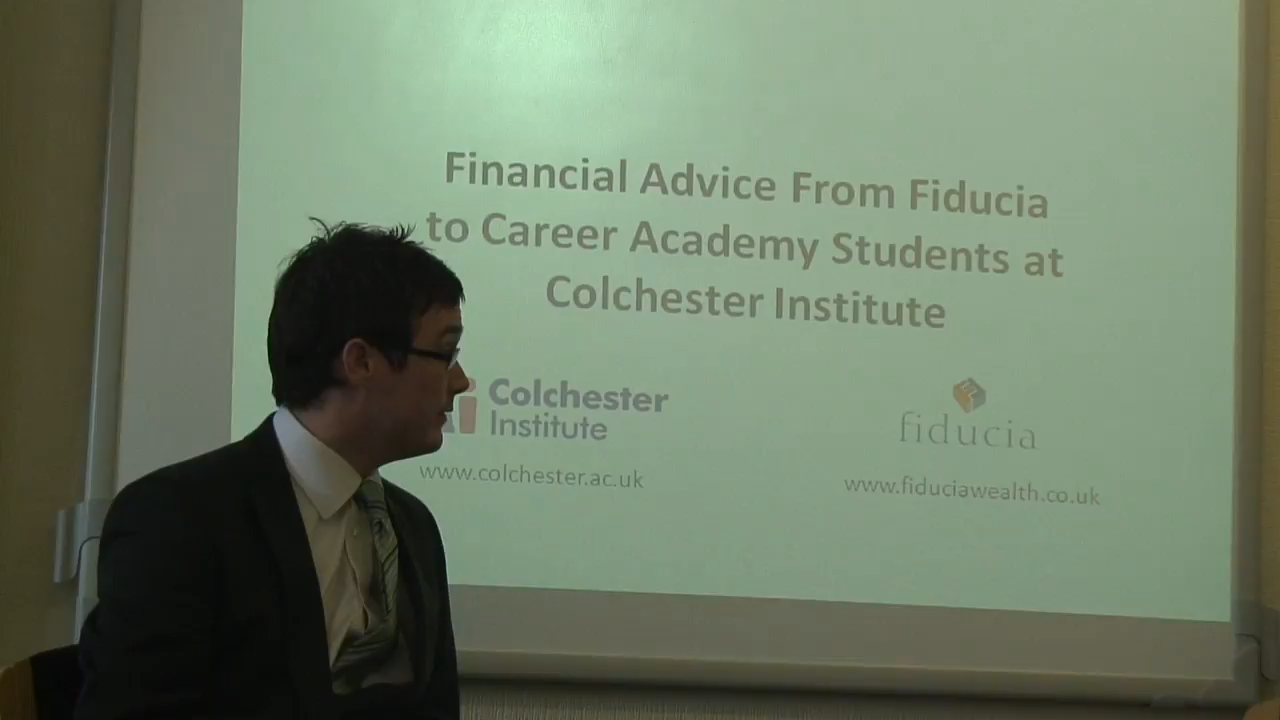 Financial Advice From Fiducia
to Career Academy Students at
Colchester Institute
Colchester
Institute
www.colchester.ac.uk
fiducia
www.fiduciawealth.co.uk